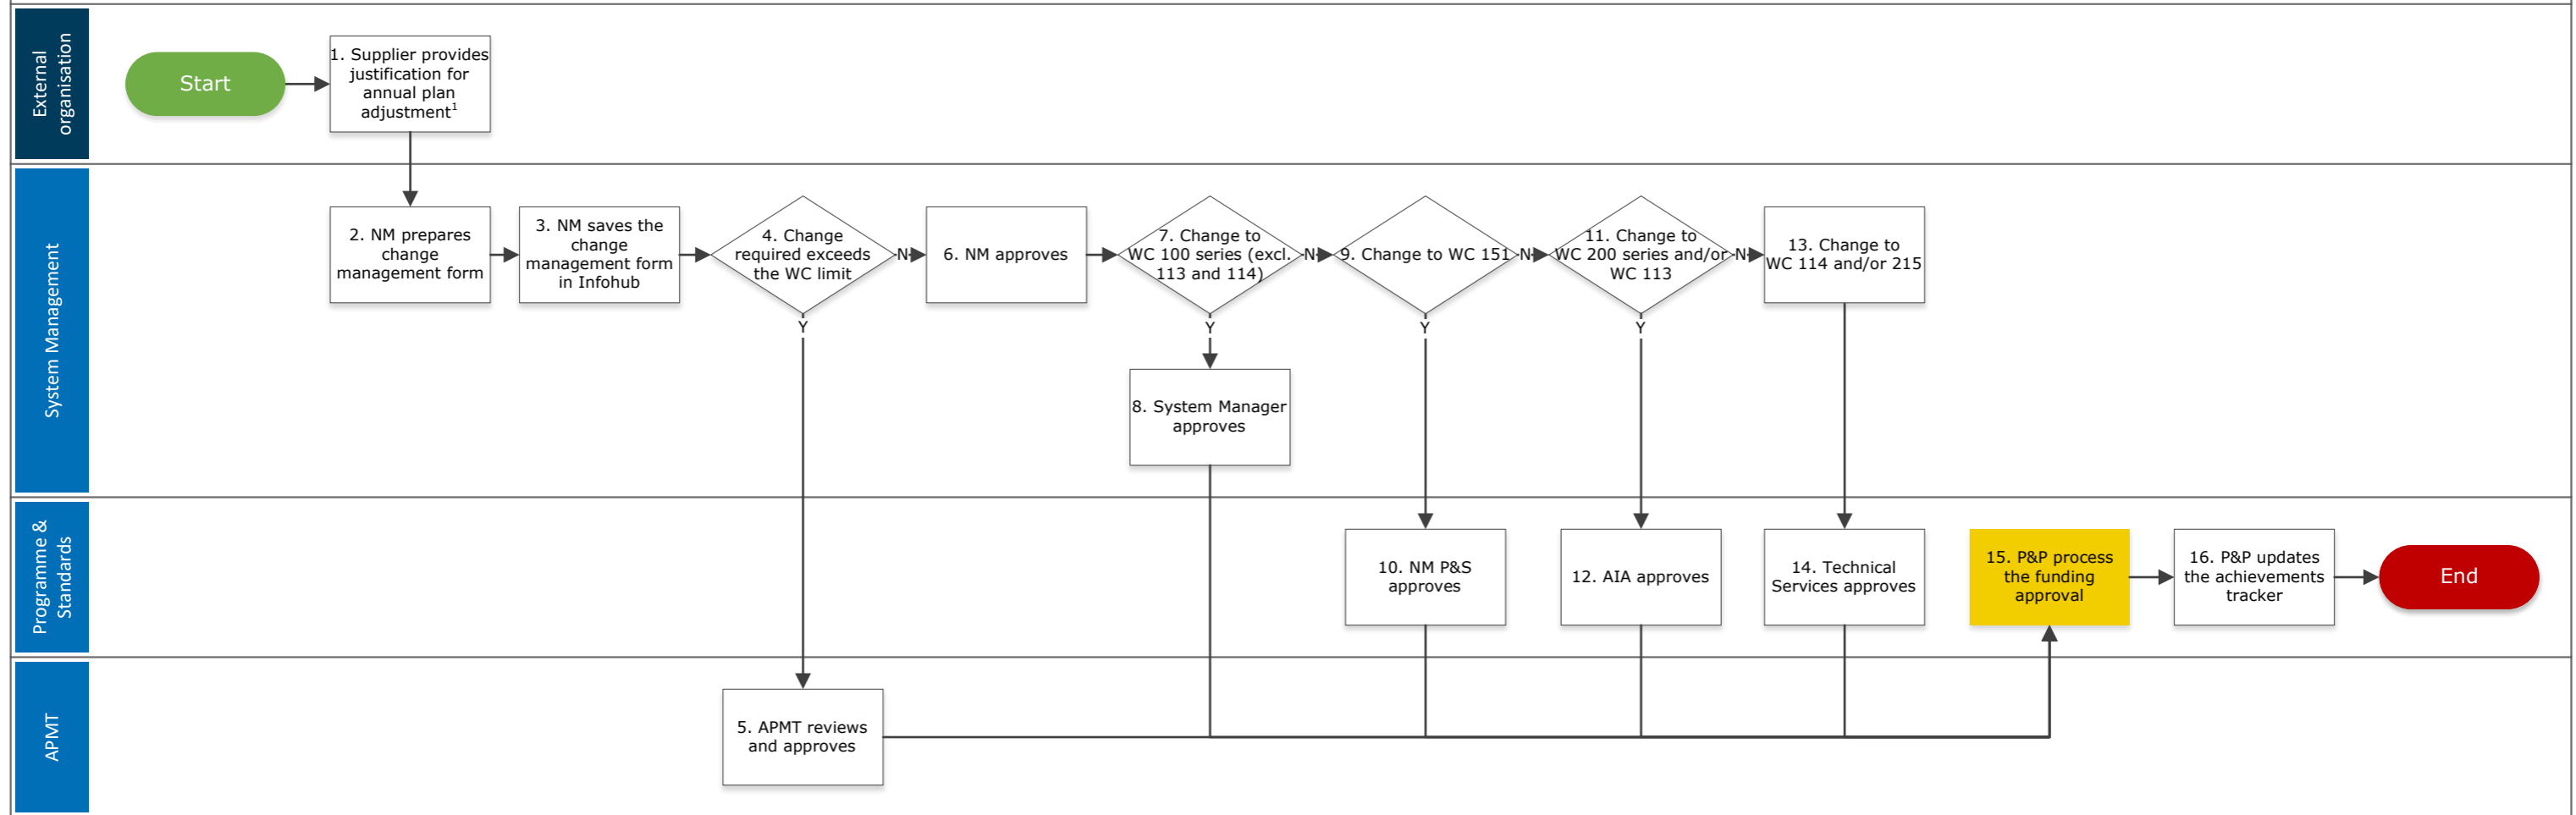 External
organisation
Start
1. Supplier provides
justification for
annual plan
adjustment1
System Management
2. NM prepares
change
management form
3. NM saves the
change
management form
in Infohub
4. Change
required exceeds
the WC limit
N
Y
6. NM approves
7. Change to
WC 100 series (excl.
113 and 114)
N
Y
8. System Manager
approves
9. Change to WC 151
N
Y
11. Change to
WC 200 series and/or
WC 113
N
Y
13. Change to
WC 114 and/or 215
Programme &
Standards
10. NM P&S
approves
12. AIA approves
14. Technical
Services approves
15. P&P process
the funding
approval
16. P&P updates
the achievements
tracker
End
APMT
5. APMT reviews
and approves